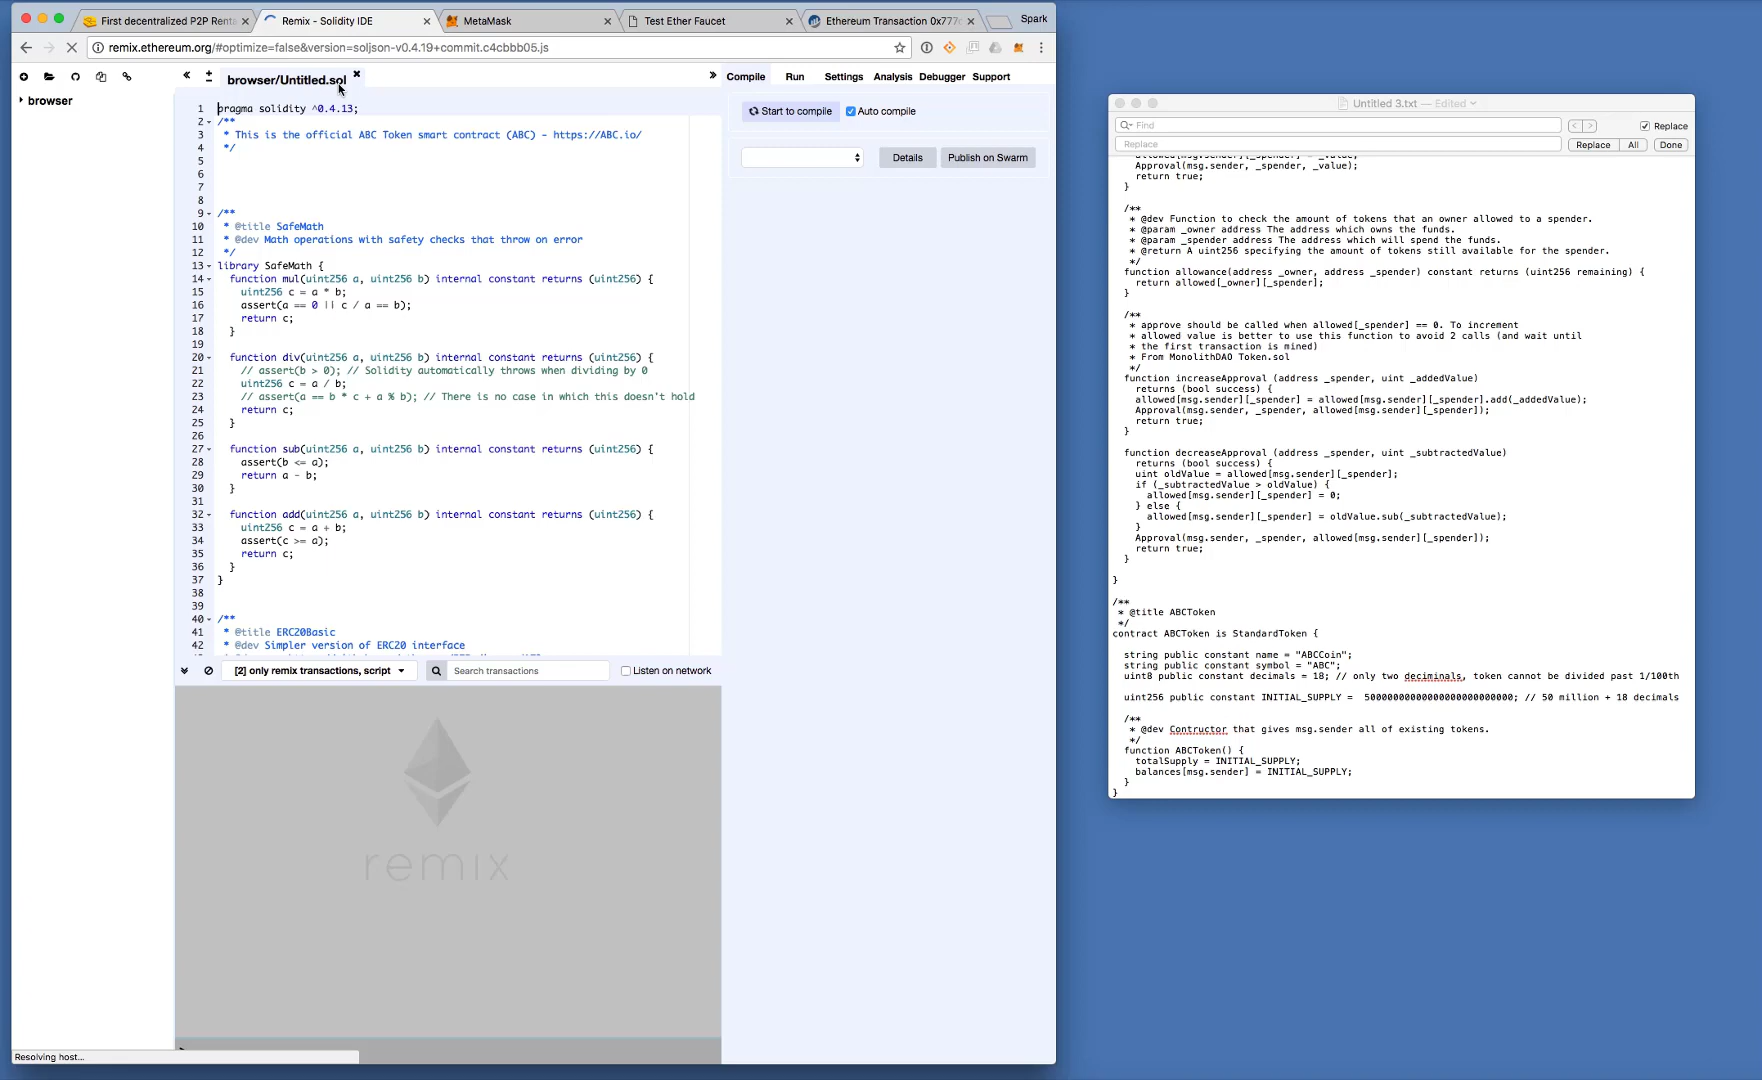 First decentralized P2P Renta
Remix - Solidity IDE
MetaMask
Test Ether Faucet
Ethereum Transaction 0x777
Spark
remix.ethereum.org/#optimize=false&version=soljson-v0.4.19+commit.c4cbbb05.js
browser/Untitled.sol
Compile
Run
Settings
Analysis
Debugger
Support
browser
Start to compile
Auto compile
Details
Publish on Swarm
1 pragma solidity ^0.4.13;
2 /**
3 * This is the official ABC Token smart contract (ABC) - https://ABC.io/
4 */
5
6
7
8
9 /**
10 * @title SafeMath
11 * @dev Math operations with safety checks that throw on error
12 */
13 library SafeMath {
14 function mul(uint256 a, uint256 b) internal constant returns (uint256) {
15 uint256 c = a * b;
16 assert(a == 0 || c / a == b);
17 return c;
18 }
19
20 function div(uint256 a, uint256 b) internal constant returns (uint256) {
21 // assert(b > 0); // Solidity automatically throws when dividing by 0
22 uint256 c = a / b;
23 // assert(a == b * c + a % b); // There is no case in which this doesn't hold
24 return c;
25 }
26
27 function sub(uint256 a, uint256 b) internal constant returns (uint256) {
28 assert(b <= a);
29 return a - b;
30 }
31
32 function add(uint256 a, uint256 b) internal constant returns (uint256) {
33 uint256 c = a + b;
34 assert(c >= a);
35 return c;
36 }
37 }
38
39
40 /**
41 * @title ERC20Basic
42 * @dev Simpler version of ERC20 interface
[2] only remix transactions, script
Search transactions
Listen on network
remix
Resolving host...
Untitled 3.txt — Edited
Find
Replace
Replace
Replace
All
Done
allowed[msg.sender][_spender] = _value;
Approval(msg.sender, _spender, _value);
return true;
}
/**
* @dev Function to check the amount of tokens that an owner allowed to a spender.
* @param _owner address The address which owns the funds.
* @param _spender address The address which will spend the funds.
* @return A uint256 specifying the amount of tokens still available for the spender.
*/
function allowance(address _owner, address _spender) constant returns (uint256 remaining) {
return allowed[_owner][_spender];
}
/**
* approve should be called when allowed[_spender] == 0. To increment
* allowed value is better to use this function to avoid 2 calls (and wait until
* the first transaction is mined)
* From MonolithDAO Token.sol
*/
function increaseApproval (address _spender, uint _addedValue)
returns (bool success) {
allowed[msg.sender][_spender] = allowed[msg.sender][_spender].add(_addedValue);
Approval(msg.sender, _spender, allowed[msg.sender][_spender]);
return true;
}
function decreaseApproval (address _spender, uint _subtractedValue)
returns (bool success) {
uint oldValue = allowed[msg.sender][_spender];
if (_subtractedValue > oldValue) {
allowed[msg.sender][_spender] = 0;
} else {
allowed[msg.sender][_spender] = oldValue.sub(_subtractedValue);
}
Approval(msg.sender, _spender, allowed[msg.sender][_spender]);
return true;
}
}
/**
* @title ABCToken
*/
contract ABCToken is StandardToken {
string public constant name = "ABCCoin";
string public constant symbol = "ABC";
uint8 public constant decimals = 18; // only two deciminals, token cannot be divided past 1/100th
uint256 public constant INITIAL_SUPPLY = 50000000000000000000000000; // 50 million + 18 decimals
/**
* @dev Contructor that gives msg.sender all of existing tokens.
*/
function ABCToken() {
totalSupply = INITIAL_SUPPLY;
balances[msg.sender] = INITIAL_SUPPLY;
}
}